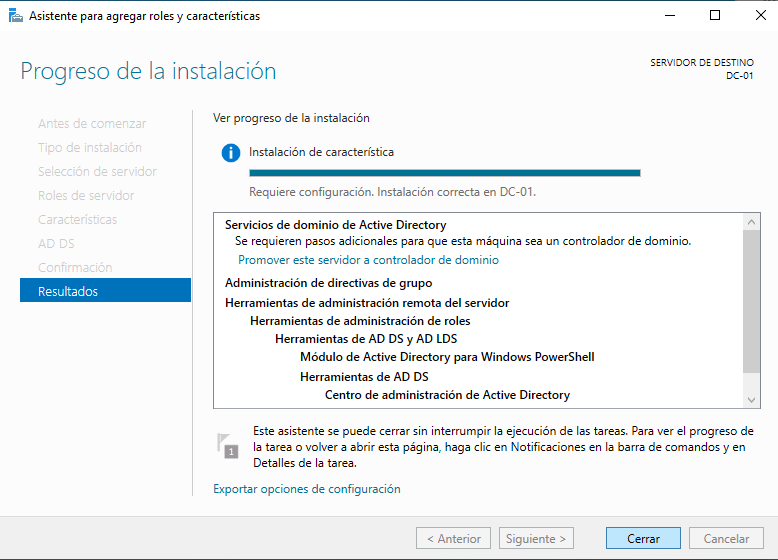 Asistente para agregar roles y características
Progreso de la instalación
SERVIDOR DE DESTINO
DC-01
Antes de comenzar
Tipo de instalación
Selección de servidor
Roles de servidor
Características
AD DS
Confirmación
Resultados
Ver progreso de la instalación
Instalación de característica
Requiere configuración. Instalación correcta en DC-01.
Servicios de dominio de Active Directory
Se requieren pasos adicionales para que esta máquina sea un controlador de dominio.
Promover este servidor a controlador de dominio
Administración de directivas de grupo
Herramientas de administración remota del servidor
Herramientas de administración de roles
Herramientas de AD DS y AD LDS
Módulo de Active Directory para Windows PowerShell
Herramientas de AD DS
Centro de administración de Active Directory
1
Este asistente se puede cerrar sin interrumpir la ejecución de las tareas. Para ver el progreso de
la tarea o volver a abrir esta página, haga clic en Notificaciones en la barra de comandos y en
Detalles de la tarea.
Exportar opciones de configuración
< Anterior
Siguiente >
Cerrar
Cancelar